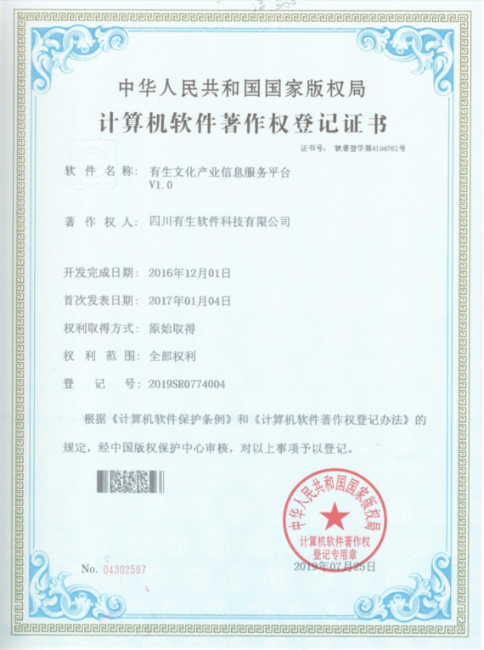 中华人民共和国国家版权局
计算机软件著作权登记证书
证书号： 软著登字第4194761号
软件名称： 有生文化产业信息服务平台
V1.0
著作权人： 四川有生软件科技有限公司
开发完成日期： 2016年12月01日
首次发表日期： 2017年01月04日
权利取得方式： 原始取得
权利范围： 全部权利
登记号： 2019SR0774004
根据《计算机软件保护条例》和《计算机软件著作权登记办法》的
规定，经中国版权保护中心审核，对以上事项予以登记。
中华人民共和国国家版权局
计算机软件著作权
登记专用章
No. 04302597
2019年07月25日